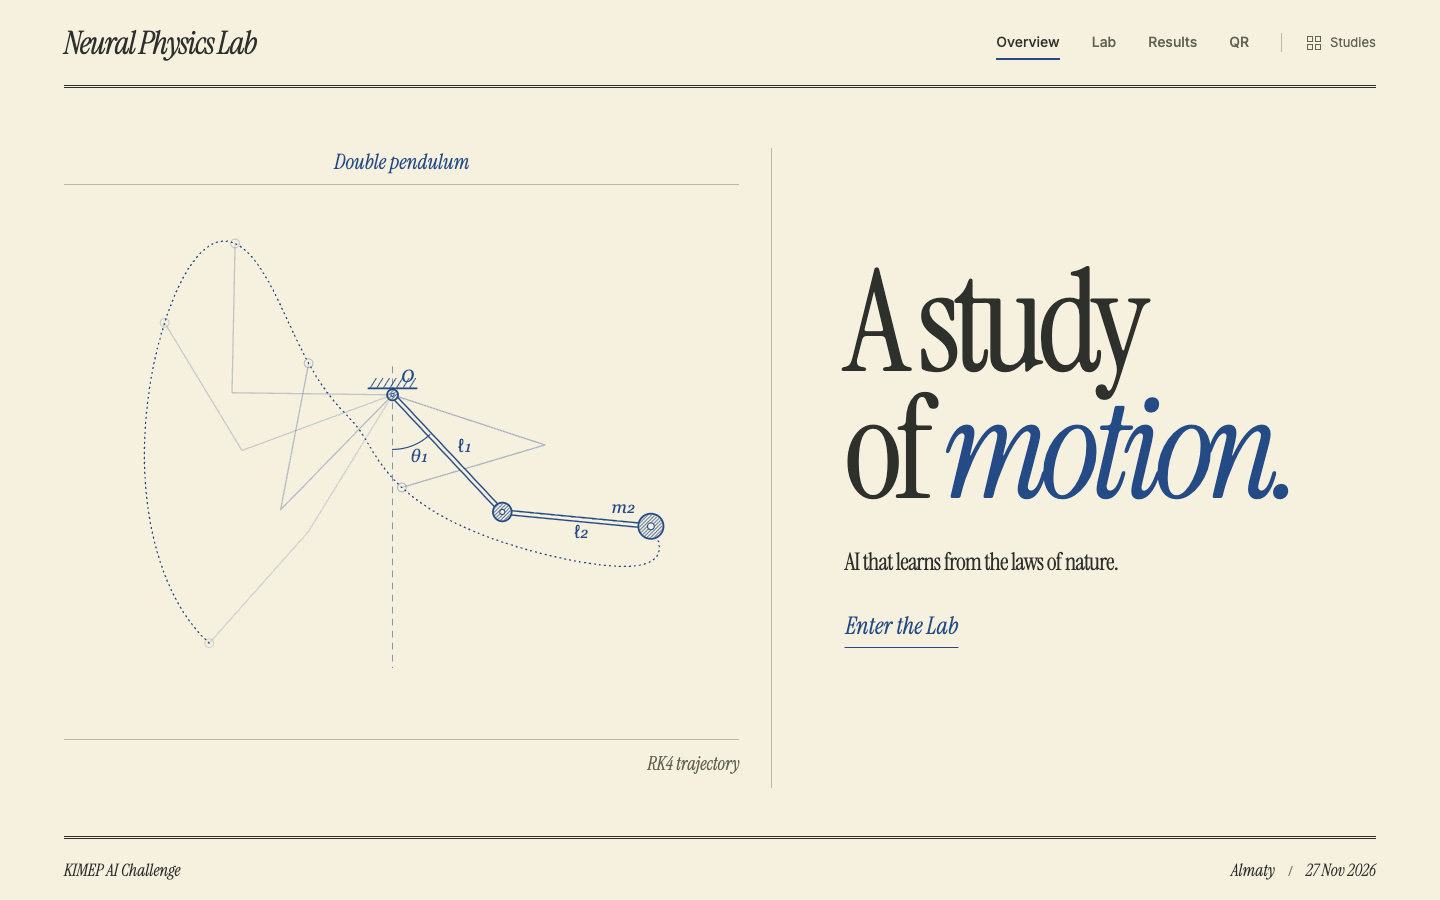 Neural Physics Lab
Overview
Lab
Results
QR
Studies
Double pendulum
O
θ1
ℓ1
m2
ℓ2
RK4 trajectory
A study
of motion.
AI that learns from the laws of nature.
Enter the Lab
KIMEP AI Challenge
Almaty / 27 Nov 2026